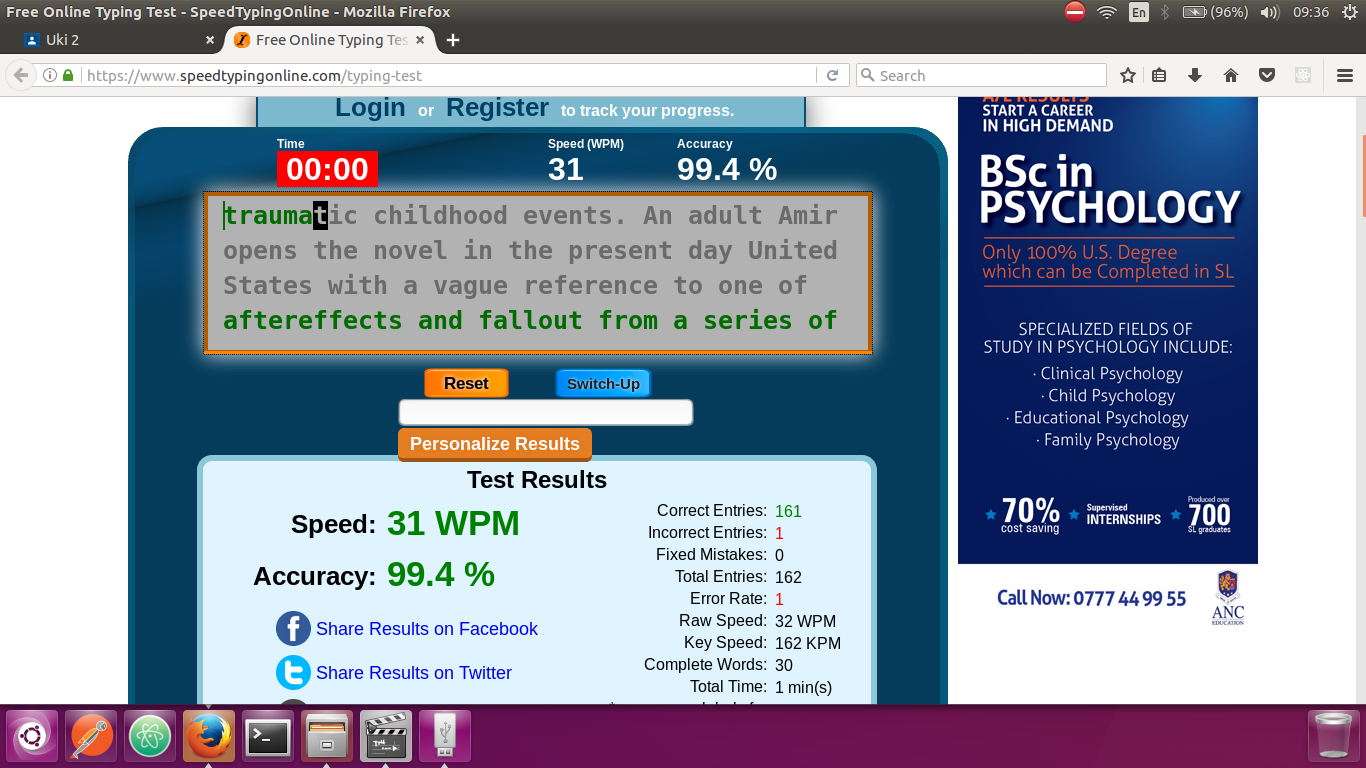 Free Online Typing Test - SpeedTypingOnline - Mozilla Firefox
En
(96%)
09:36
Uki 2
Free Online Typing Tes
https://www.speedtypingonline.com/typing-test
Search
Login or Register to track your progress.
Time
Speed (WPM)
Accuracy
00:00
31
99.4 %
traumatic childhood events. An adult Amir
opens the novel in the present day United
States with a vague reference to one of
aftereffects and fallout from a series of
Reset
Switch-Up
Personalize Results
Test Results
Speed: 31 WPM
Accuracy: 99.4 %
Share Results on Facebook
Share Results on Twitter
Correct Entries: 161
Incorrect Entries: 1
Fixed Mistakes: 0
Total Entries: 162
Error Rate: 1
Raw Speed: 32 WPM
Key Speed: 162 KPM
Complete Words: 30
Total Time: 1 min(s)
A/L RESULTS
START A CAREER
IN HIGH DEMAND
BSc in
PSYCHOLOGY
Only 100% U.S. Degree
which can be Completed in SL
SPECIALIZED FIELDS OF
STUDY IN PSYCHOLOGY INCLUDE:
· Clinical Psychology
· Child Psychology
· Educational Psychology
· Family Psychology
70%
cost saving
Supervised
INTERNSHIPS
Produced over
700
SL graduates
Call Now: 0777 44 99 55
ANC
EDUCATION